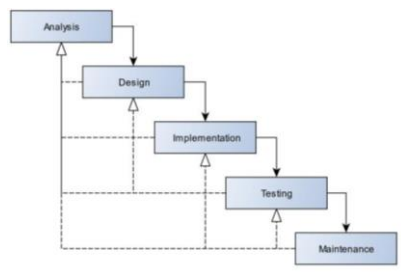 Analysis
Design
Implementation
Testing
Maintenance